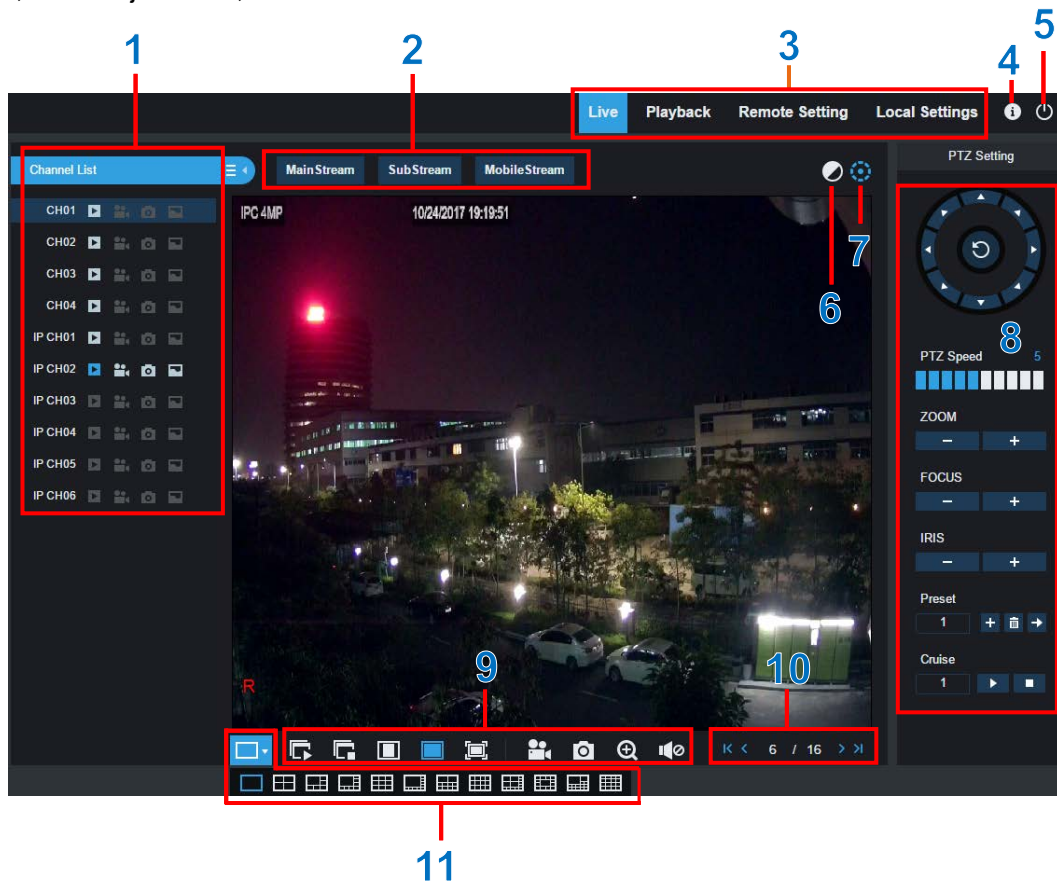 1
2
3
4
5
Live Playback Remote Setting Local Settings
Channel List
MainStream SubStream MobileStream
PTZ Setting
CH01
CH02
CH03
CH04
IP CH01
IP CH02
IP CH03
IP CH04
IP CH05
IP CH06
IPC 4MP
10/24/2017 19:19:51
6
7
8
PTZ Speed 5
ZOOM
- +
FOCUS
- +
IRIS
- +
Preset
1 +
Cruise
1
R
9
10
6 / 16
11